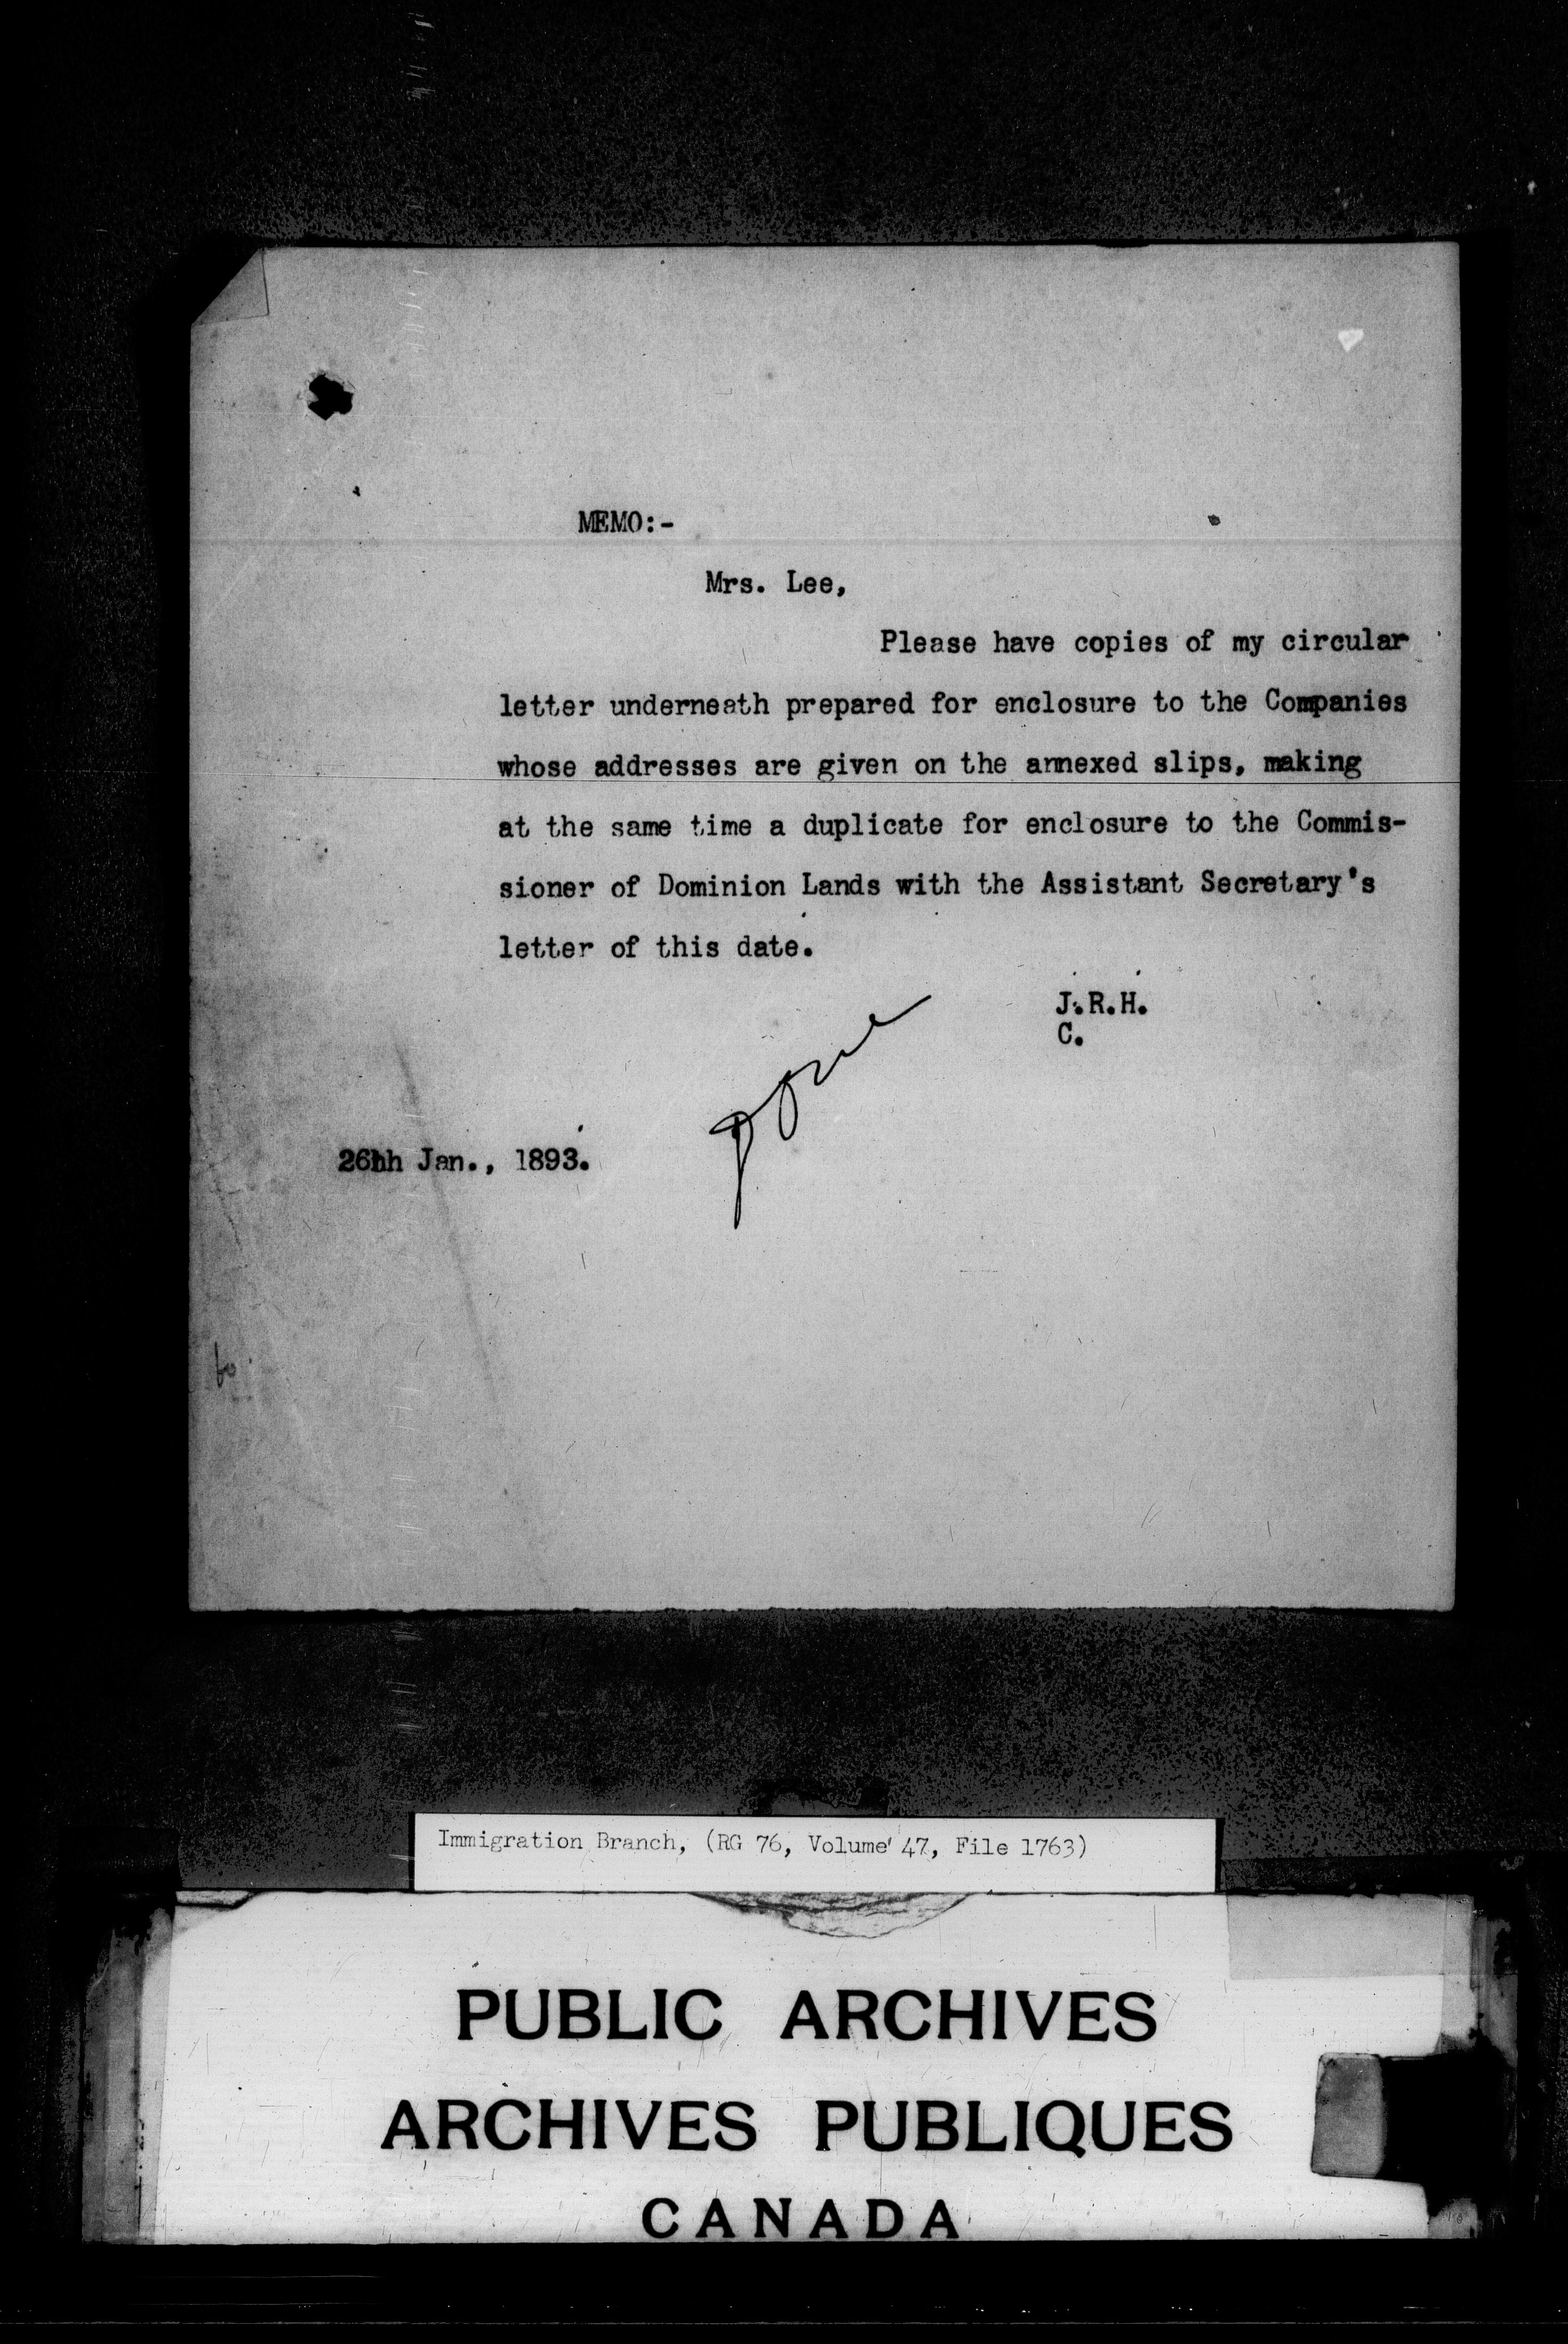 MEMO:-
Mrs. Lee,
Please have copies of my circular
letter underneath prepared for enclosure to the Companies
whose addresses are given on the annexed slips, making
at the same time a duplicate for enclosure to the Commis-
sioner of Dominion Lands with the Assistant Secretary's
letter of this date.
J.R.H.
C.
26hh Jan., 1893.
Immigration Branch, (RG 76, Volume 47, File 1763)
PUBLIC ARCHIVES
ARCHIVES PUBLIQUES
CANADA